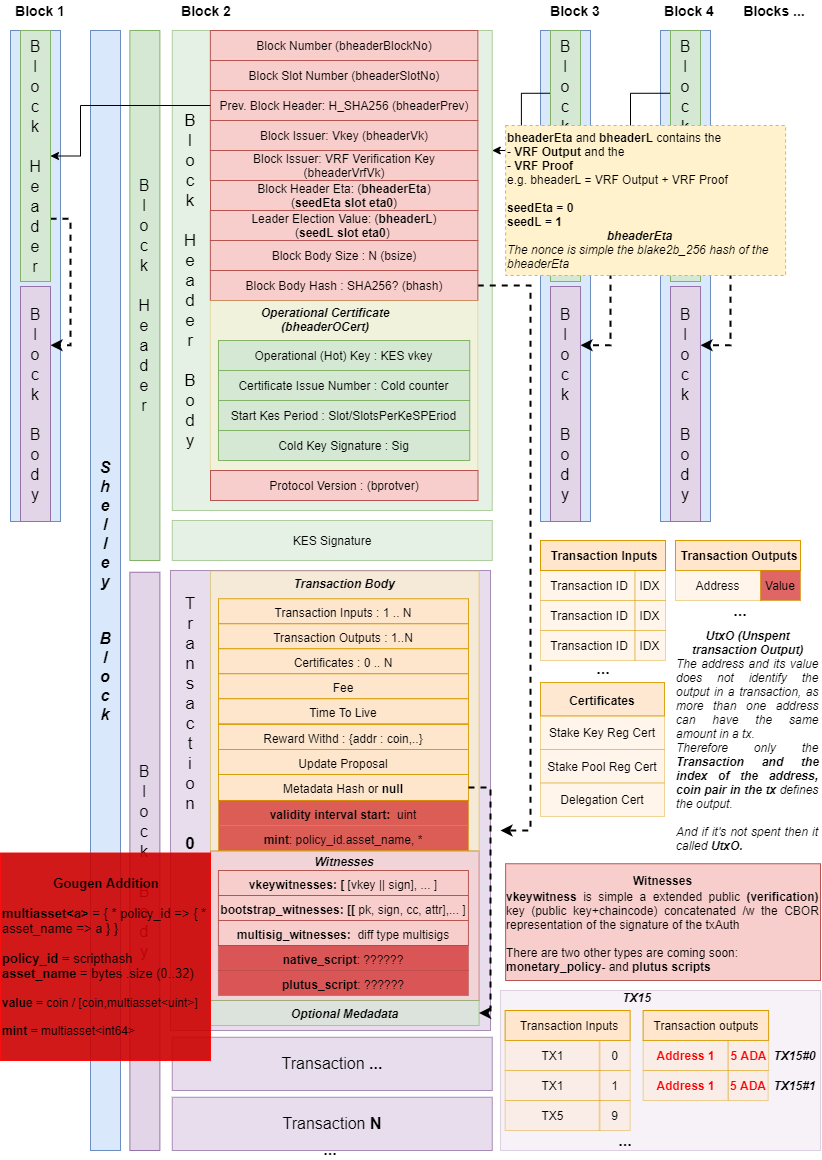 Block 1
Block 2
Block 3
Block 4
Blocks ...
Block Header
Block Body
Shelley Block
Block Header
Block Header Body
Block Number (bheaderBlockNo)
Block Slot Number (bheaderSlotNo)
Prev. Block Header: H_SHA256 (bheaderPrev)
Block Issuer: Vkey (bheaderVk)
Block Issuer: VRF Verification Key
(bheaderVrfVk)
Block Header Eta: (bheaderEta)
(seedEta slot eta0)
Leader Election Value: (bheaderL)
(seedL slot eta0)
Block Body Size : N (bsize)
Block Body Hash : SHA256? (bhash)
Operational Certificate
(bheaderOCert)
Operational (Hot) Key : KES vkey
Certificate Issue Number : Cold counter
Start Kes Period : Slot/SlotsPerKeSPEriod
Cold Key Signature : Sig
Protocol Version : (bprotver)
KES Signature
Block
Block Body
Block
Block Body
bheaderEta and bheaderL contains the
- VRF Output and the
- VRF Proof
e.g. bheaderL = VRF Output + VRF Proof
seedEta = 0
seedL = 1
bheaderEta
The nonce is simple the blake2b_256 hash of the
bheaderEta
Block Body
Transaction 0
Transaction Body
Transaction Inputs : 1 .. N
Transaction Outputs : 1..N
Certificates : 0 .. N
Fee
Time To Live
Reward Withd : {addr : coin,..}
Update Proposal
Metadata Hash or null
validity interval start: uint
mint: policy_id.asset_name, *
Witnesses
vkeywitnesses: [ [vkey || sign], ... ]
bootstrap_witnesses: [[ pk, sign, cc, attr],... ]
multisig_witnesses: diff type multisigs
native_script: ??????
plutus_script: ??????
Optional Medadata
Transaction ...
Transaction N
...
Gougen Addition
multiasset<a> = { * policy_id => { *
asset_name => a } }
policy_id = scripthash
asset_name = bytes .size (0..32)
value = coin / [coin,multiasset<uint>]
mint = multiasset<int64>
Transaction Inputs
Transaction ID IDX
Transaction ID IDX
Transaction ID IDX
...
Transaction Outputs
Address Value
...
Certificates
Stake Key Reg Cert
Stake Pool Reg Cert
Delegation Cert
UtxO (Unspent
transaction Output)
The address and its value
does not identify the
output in a transaction, as
more than one address
can have the same
amount in a tx.
Therefore only the
Transaction and the
index of the address,
coin pair in the tx defines
the output.
And if it's not spent then it
called UtxO.
Witnesses
vkeywitness is simple a extended public (verification)
key (public key+chaincode) concatenated /w the CBOR
representation of the signature of the txAuth
There are two other types are coming soon:
monetary_policy- and plutus scripts
TX15
Transaction Inputs
TX1 0
TX1 1
TX5 9
Transaction outputs
Address 1 5 ADA TX15#0
Address 1 5 ADA TX15#1
...